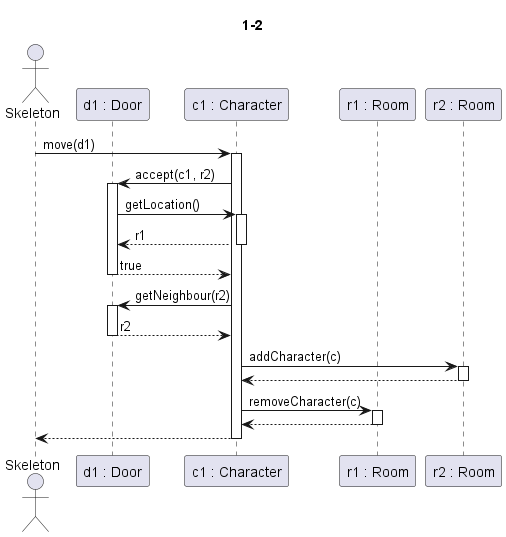 1-2
Skeleton
d1 : Door
c1 : Character
r1 : Room
r2 : Room
move(d1)
accept(c1, r2)
getLocation()
r1
true
getNeighbour(r2)
r2
addCharacter(c)
removeCharacter(c)
Skeleton
d1 : Door
c1 : Character
r1 : Room
r2 : Room